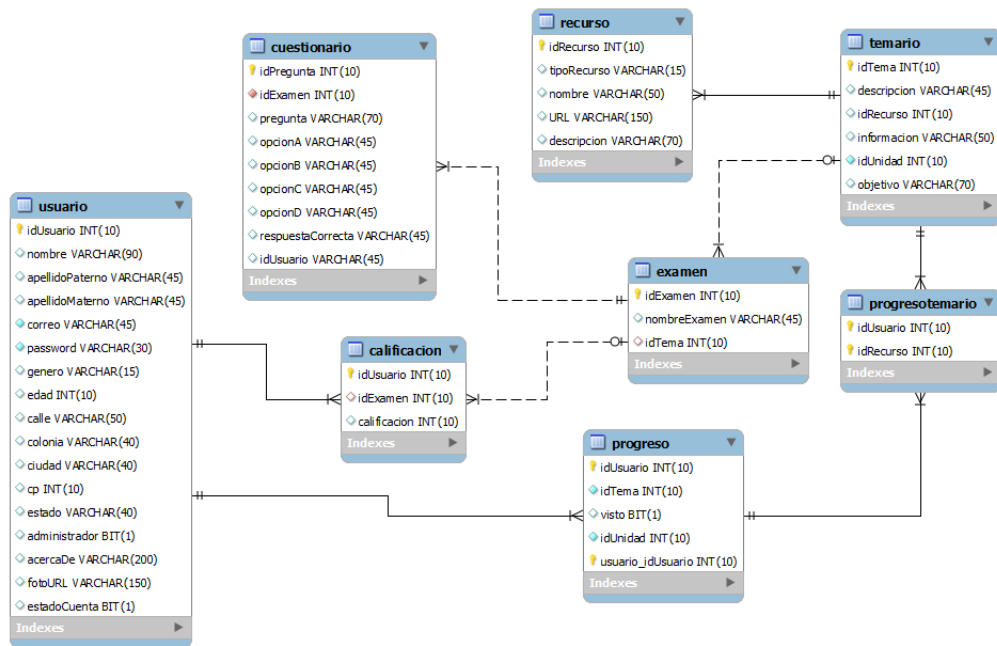 cuestionario
idPregunta INT(10)
idExamen INT(10)
pregunta VARCHAR(70)
opcionA VARCHAR(45)
opcionB VARCHAR(45)
opcionC VARCHAR(45)
opcionD VARCHAR(45)
respuestaCorrecta VARCHAR(45)
idUsuario VARCHAR(45)
Indexes
recurso
idRecurso INT(10)
tipoRecurso VARCHAR(15)
nombre VARCHAR(50)
URL VARCHAR(150)
descripcion VARCHAR(70)
Indexes
temario
idTema INT(10)
descripcion VARCHAR(45)
idRecurso INT(10)
informacion VARCHAR(50)
idUnidad INT(10)
objetivo VARCHAR(70)
Indexes
usuario
idUsuario INT(10)
nombre VARCHAR(90)
apellidoPaterno VARCHAR(45)
apellidoMaterno VARCHAR(45)
correo VARCHAR(45)
password VARCHAR(30)
genero VARCHAR(15)
edad INT(10)
calle VARCHAR(50)
colonia VARCHAR(40)
ciudad VARCHAR(40)
cp INT(10)
estado VARCHAR(40)
administrador BIT(1)
acercaDe VARCHAR(200)
fotoURL VARCHAR(150)
estadoCuenta BIT(1)
Indexes
examen
idExamen INT(10)
nombreExamen VARCHAR(45)
idTema INT(10)
Indexes
progresotemario
idUsuario INT(10)
idRecurso INT(10)
Indexes
calificacion
idUsuario INT(10)
idExamen INT(10)
calificacion INT(10)
Indexes
progreso
idUsuario INT(10)
idTema INT(10)
visto BIT(1)
idUnidad INT(10)
usuario_idUsuario INT(10)
Indexes